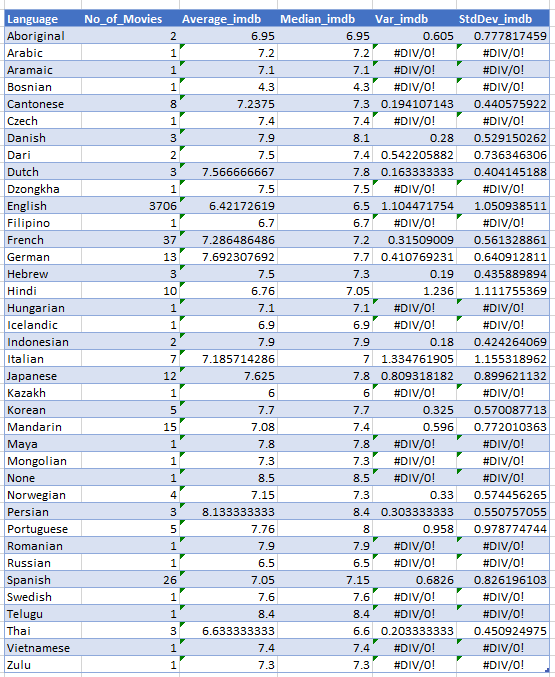 Language No_of_Movies Average_imdb Median_imdb Var_imdb StdDev_imdb
Aboriginal 2 6.95 6.95 0.605 0.777817459
Arabic 1 7.2 7.2 #DIV/0! #DIV/0!
Aramaic 1 7.1 7.1 #DIV/0! #DIV/0!
Bosnian 1 4.3 4.3 #DIV/0! #DIV/0!
Cantonese 8 7.2375 7.3 0.194107143 0.440575922
Czech 1 7.4 7.4 #DIV/0! #DIV/0!
Danish 3 7.9 8.1 0.28 0.529150262
Dari 2 7.5 7.4 0.542205882 0.736346306
Dutch 3 7.566666667 7.8 0.163333333 0.404145188
Dzongkha 1 7.5 7.5 #DIV/0! #DIV/0!
English 3706 6.42172619 6.5 1.104471754 1.050938511
Filipino 1 6.7 6.7 #DIV/0! #DIV/0!
French 37 7.286486486 7.2 0.31509009 0.561328861
German 13 7.692307692 7.7 0.410769231 0.640912811
Hebrew 3 7.5 7.3 0.19 0.435889894
Hindi 10 6.76 7.05 1.236 1.111755369
Hungarian 1 7.1 7.1 #DIV/0! #DIV/0!
Icelandic 1 6.9 6.9 #DIV/0! #DIV/0!
Indonesian 2 7.9 7.9 0.18 0.424264069
Italian 7 7.185714286 7 1.334761905 1.155318962
Japanese 12 7.625 7.8 0.809318182 0.899621132
Kazakh 1 6 6 #DIV/0! #DIV/0!
Korean 5 7.7 7.7 0.325 0.570087713
Mandarin 15 7.08 7.4 0.596 0.772010363
Maya 1 7.8 7.8 #DIV/0! #DIV/0!
Mongolian 1 7.3 7.3 #DIV/0! #DIV/0!
None 1 8.5 8.5 #DIV/0! #DIV/0!
Norwegian 4 7.15 7.3 0.33 0.574456265
Persian 3 8.133333333 8.4 0.303333333 0.550757055
Portuguese 5 7.76 8 0.958 0.978774744
Romanian 1 7.9 7.9 #DIV/0! #DIV/0!
Russian 1 6.5 6.5 #DIV/0! #DIV/0!
Spanish 26 7.05 7.15 0.6826 0.826196103
Swedish 1 7.6 7.6 #DIV/0! #DIV/0!
Telugu 1 8.4 8.4 #DIV/0! #DIV/0!
Thai 3 6.633333333 6.6 0.203333333 0.450924975
Vietnamese 1 7.4 7.4 #DIV/0! #DIV/0!
Zulu 1 7.3 7.3 #DIV/0! #DIV/0!